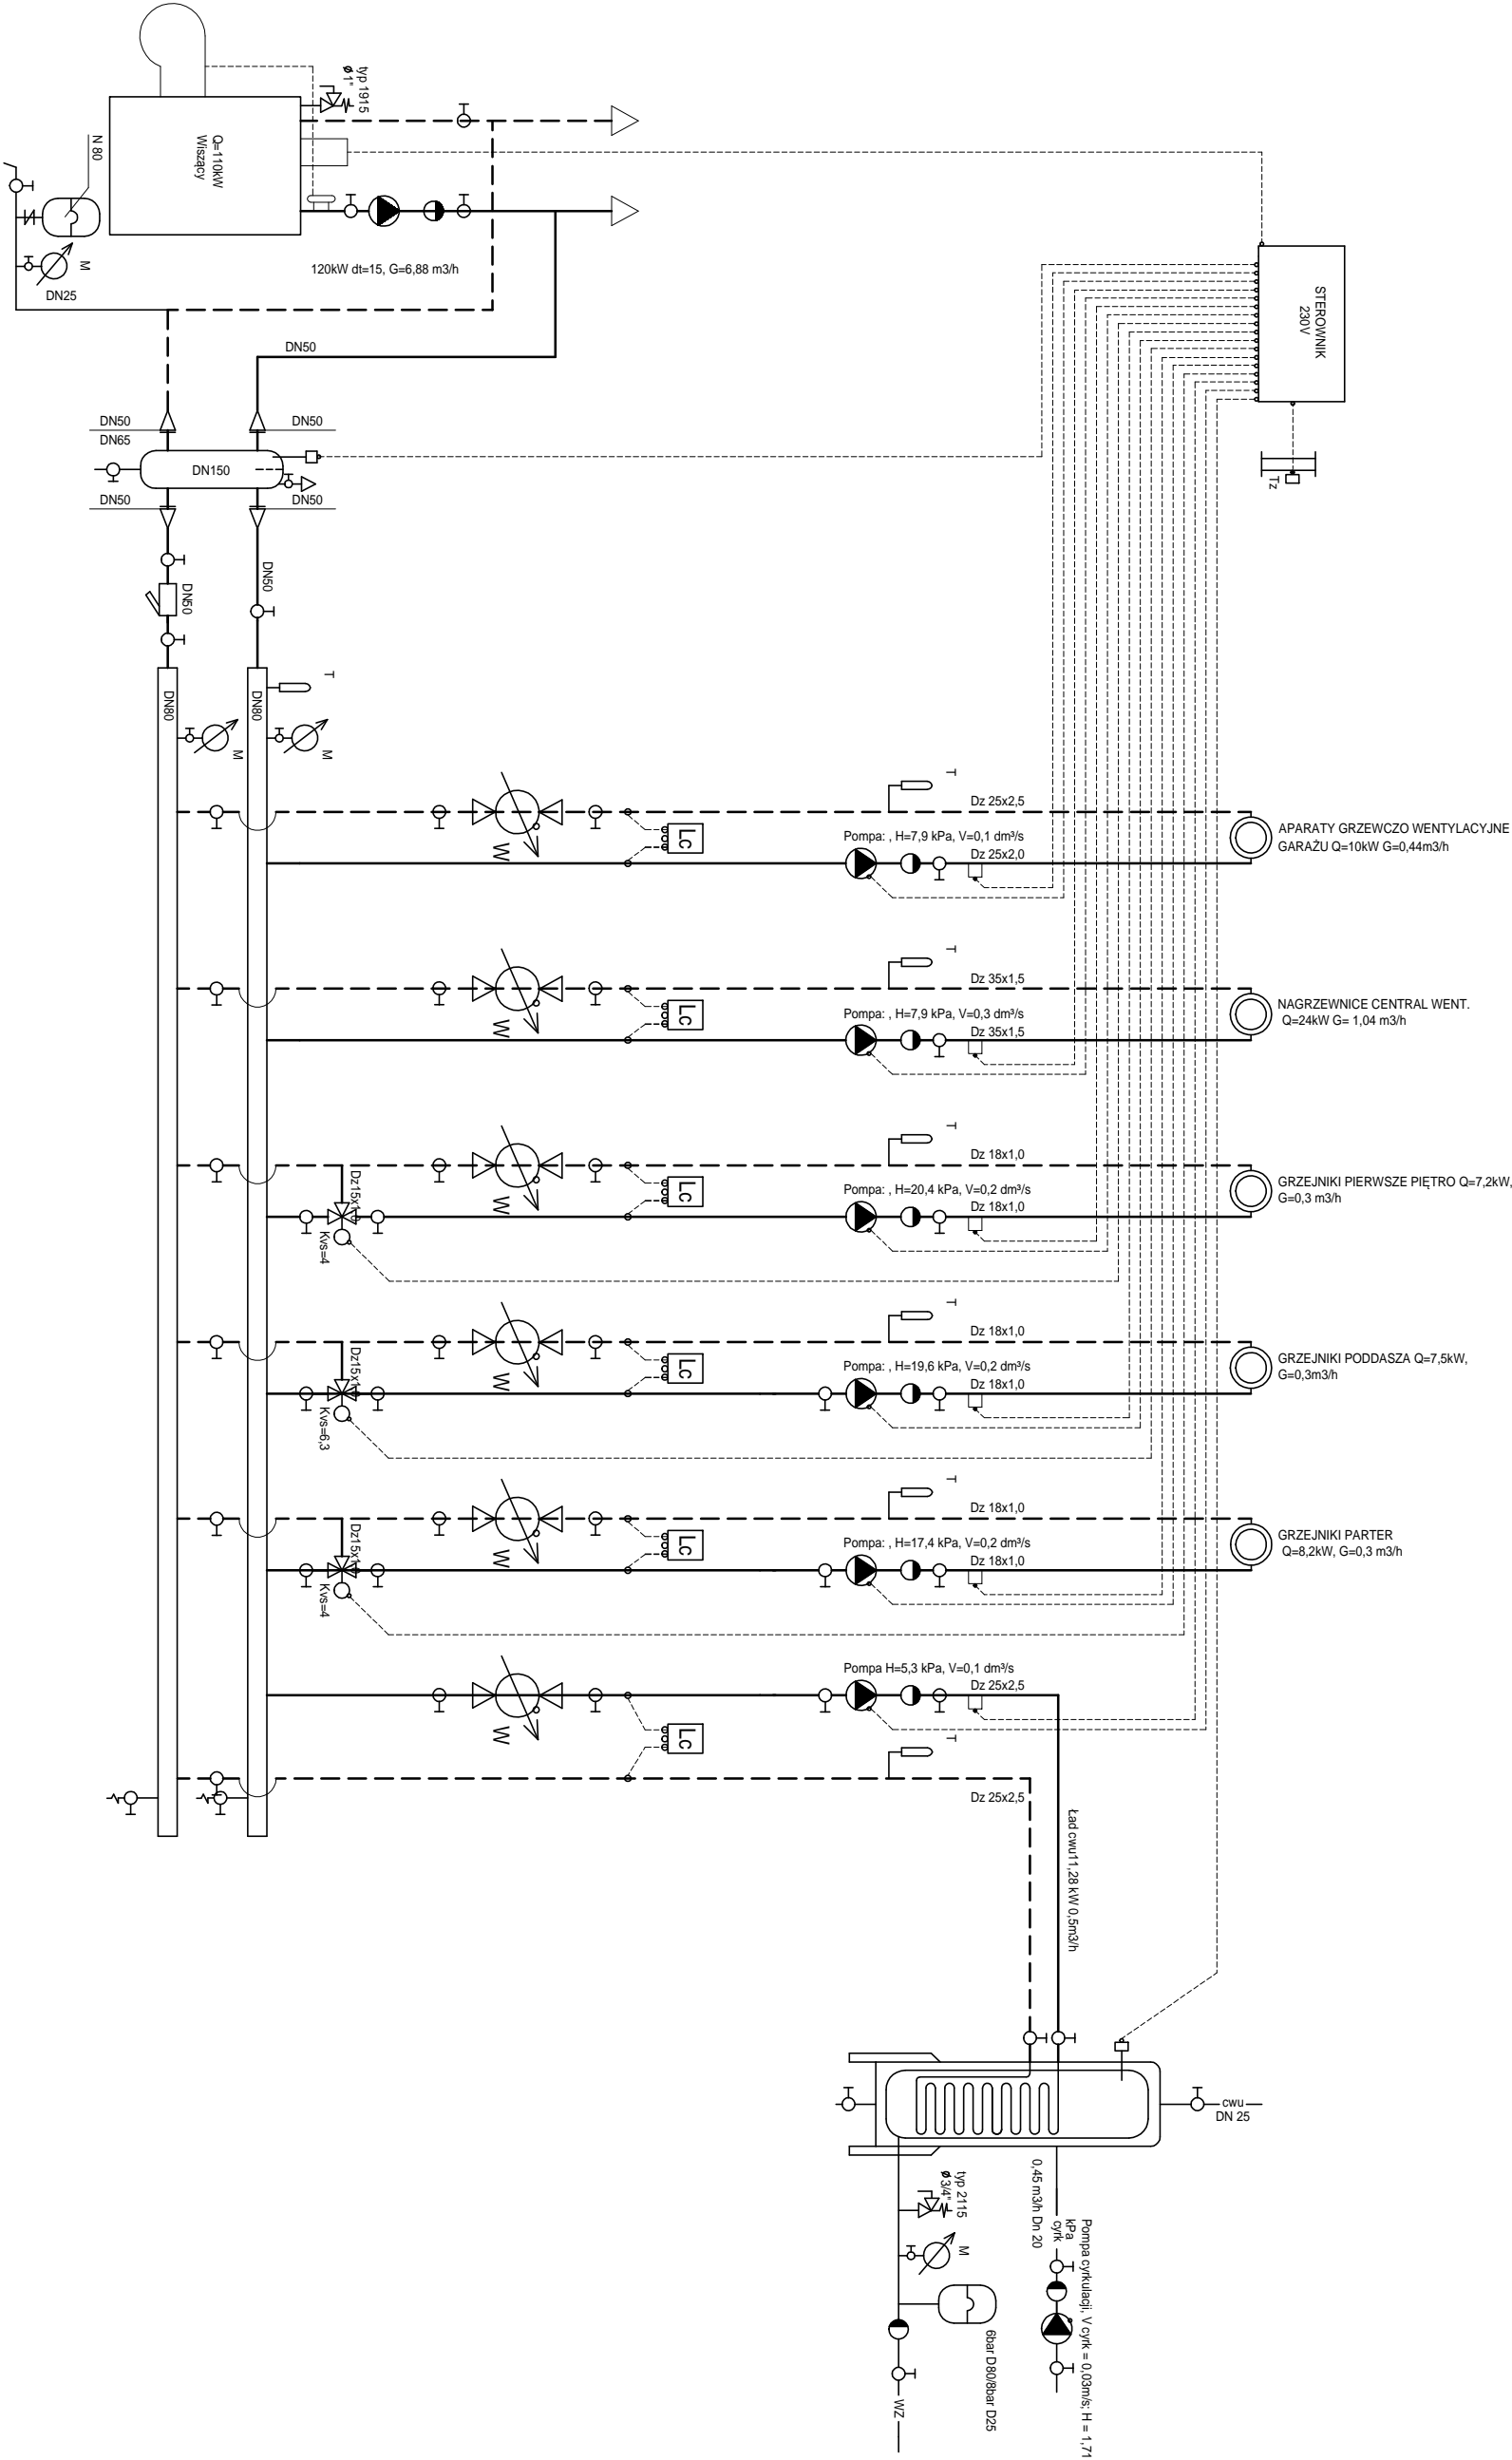 typ 1915
ø 1"
Q=110kW
Wiszący
N 80
M
DN25
120kW dt=15, G=6,88 m3/h
DN50
STEROWNIK
230V
Tz
DN50
DN65
DN50
DN150
DN50
DN50
DN50
DN50
DN80
DN80
T
M
M
T
Dz 25x2,5
W
Lc
Pompa: , H=7,9 kPa, V=0,1 dm³/s
Dz 25x2,0
APARATY GRZEWCZO WENTYLACYJNE
GARAŻU Q=10kW G=0,44m3/h
T
Dz 35x1,5
W
Lc
Pompa: , H=7,9 kPa, V=0,3 dm³/s
Dz 35x1,5
NAGRZEWNICE CENTRAL WENT.
Q=24kW G= 1,04 m3/h
T
Dz 18x1,0
Dz15x1,0
Kvs=4
W
Lc
Pompa: , H=20,4 kPa, V=0,2 dm³/s
Dz 18x1,0
GRZEJNIKI PIERWSZE PIĘTRO Q=7,2kW,
G=0,3 m3/h
T
Dz 18x1,0
Dz15x1,0
Kvs=6,3
W
Lc
Pompa: , H=19,6 kPa, V=0,2 dm³/s
Dz 18x1,0
GRZEJNIKI PODDASZA Q=7,5kW,
G=0,3m3/h
T
Dz 18x1,0
Dz15x1,0
Kvs=4
W
Lc
Pompa: , H=17,4 kPa, V=0,2 dm³/s
Dz 18x1,0
GRZEJNIKI PARTER
Q=8,2kW, G=0,3 m3/h
Pompa H=5,3 kPa, V=0,1 dm³/s
Dz 25x2,5
W
Lc
T
Dz 25x2,5
Ład cwu11,28 kW 0,5m3/h
cwu
DN 25
typ 2115
ø 3/4"
M
0,45 m3/h Dn 20
cyrk
Pompa cyrkulacji, V cyrk = 0,03m/s; H = 1,71
kPa
6bar D80/8bar D25
WZ